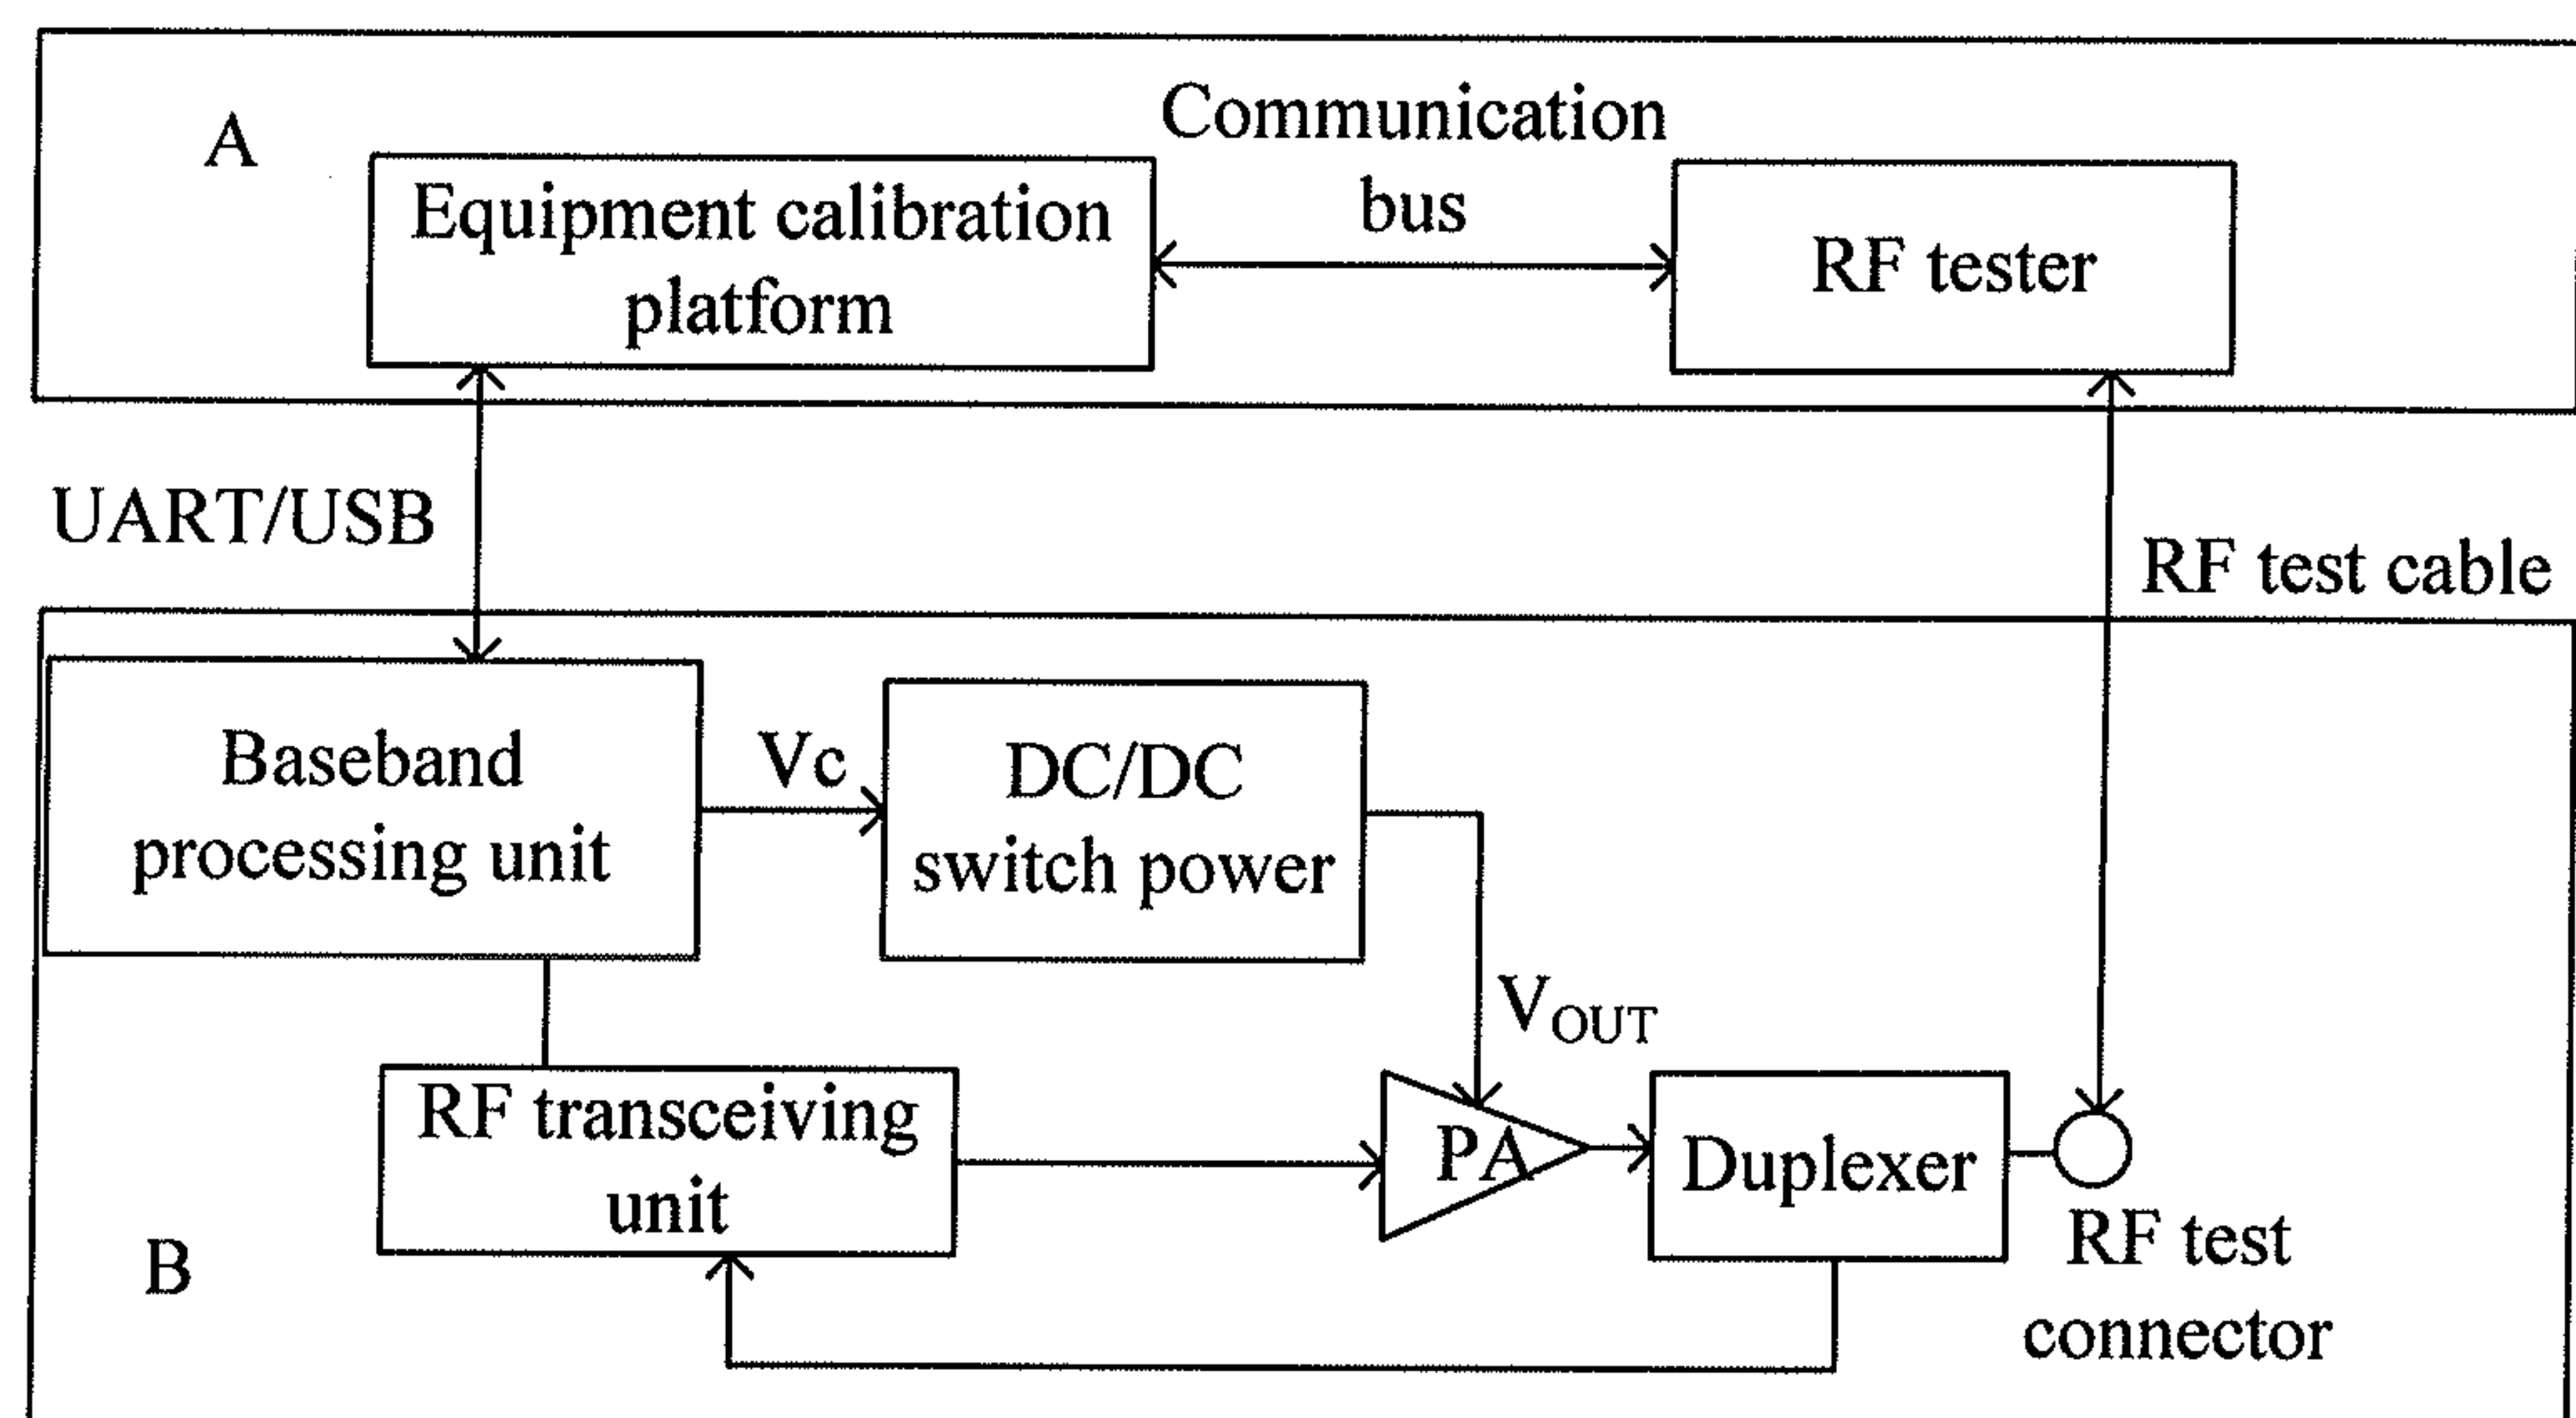 A
Communication
bus
Equipment calibration
platform
RF tester
UART/USB
RF test cable
Baseband
processing unit
Vc
DC/DC
switch power
VOUT
RF transceiving
unit
PA
Duplexer
B
RF test
connector